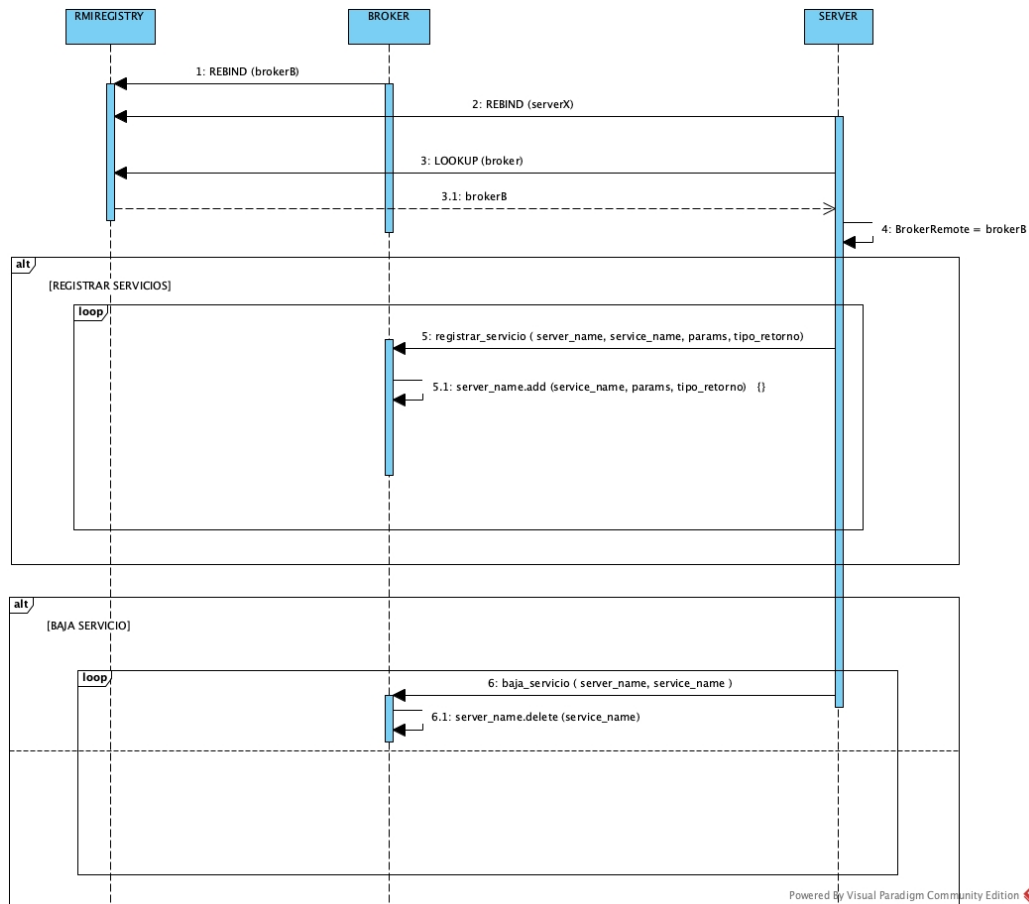 RMIREGISTRY
BROKER
SERVER
1: REBIND (brokerB)
2: REBIND (serverX)
3: LOOKUP (broker)
3.1: brokerB
4: BrokerRemote = brokerB
alt
[REGISTRAR SERVICIOS]
loop
5: registrar_servicio ( server_name, service_name, params, tipo_retorno)
5.1: server_name.add (service_name, params, tipo_retorno) {}
alt
[BAJA SERVICIO]
loop
6: baja_servicio ( server_name, service_name )
6.1: server_name.delete (service_name)
Powered By Visual Paradigm Community Edition